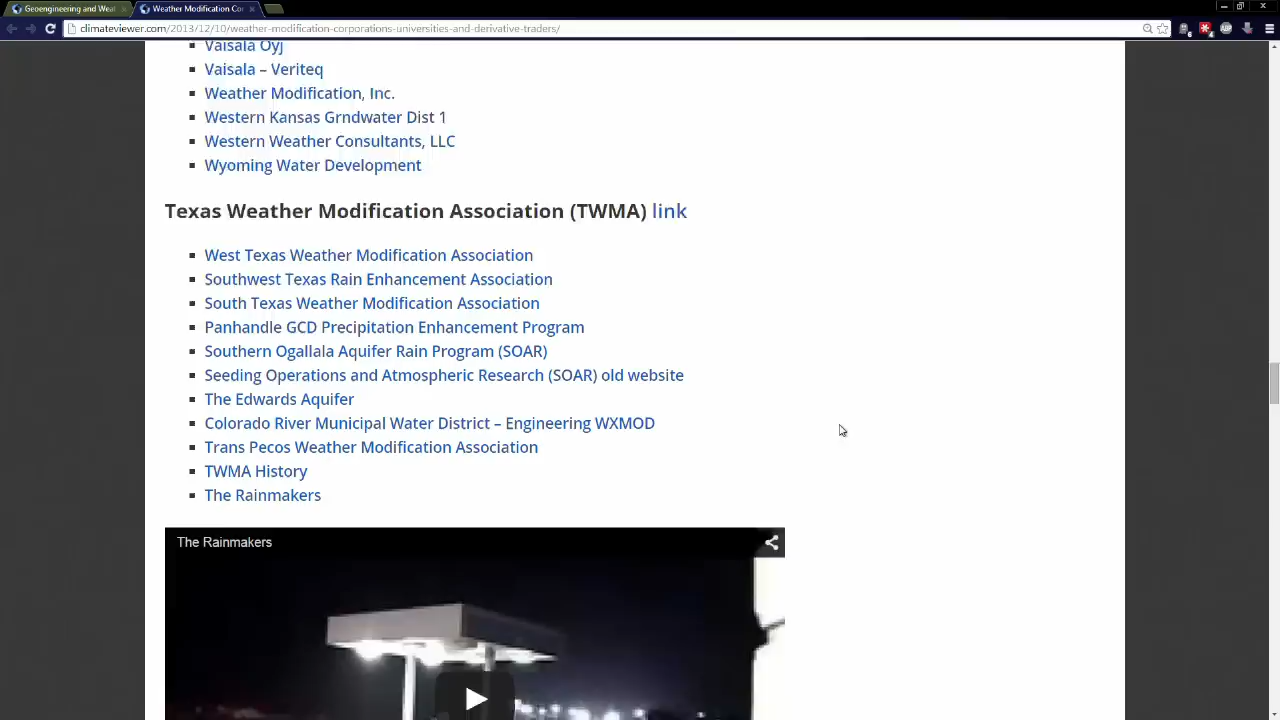 Geoengineering and Weat
Weather Modification Cor
climateviewer.com/2013/12/10/weather-modification-corporations-universities-and-derivative-traders/
Vaisala Oyj
Vaisala – Veriteq
Weather Modification, Inc.
Western Kansas Grndwater Dist 1
Western Weather Consultants, LLC
Wyoming Water Development
Texas Weather Modification Association (TWMA) link
West Texas Weather Modification Association
Southwest Texas Rain Enhancement Association
South Texas Weather Modification Association
Panhandle GCD Precipitation Enhancement Program
Southern Ogallala Aquifer Rain Program (SOAR)
Seeding Operations and Atmospheric Research (SOAR) old website
The Edwards Aquifer
Colorado River Municipal Water District – Engineering WXMOD
Trans Pecos Weather Modification Association
TWMA History
The Rainmakers
The Rainmakers